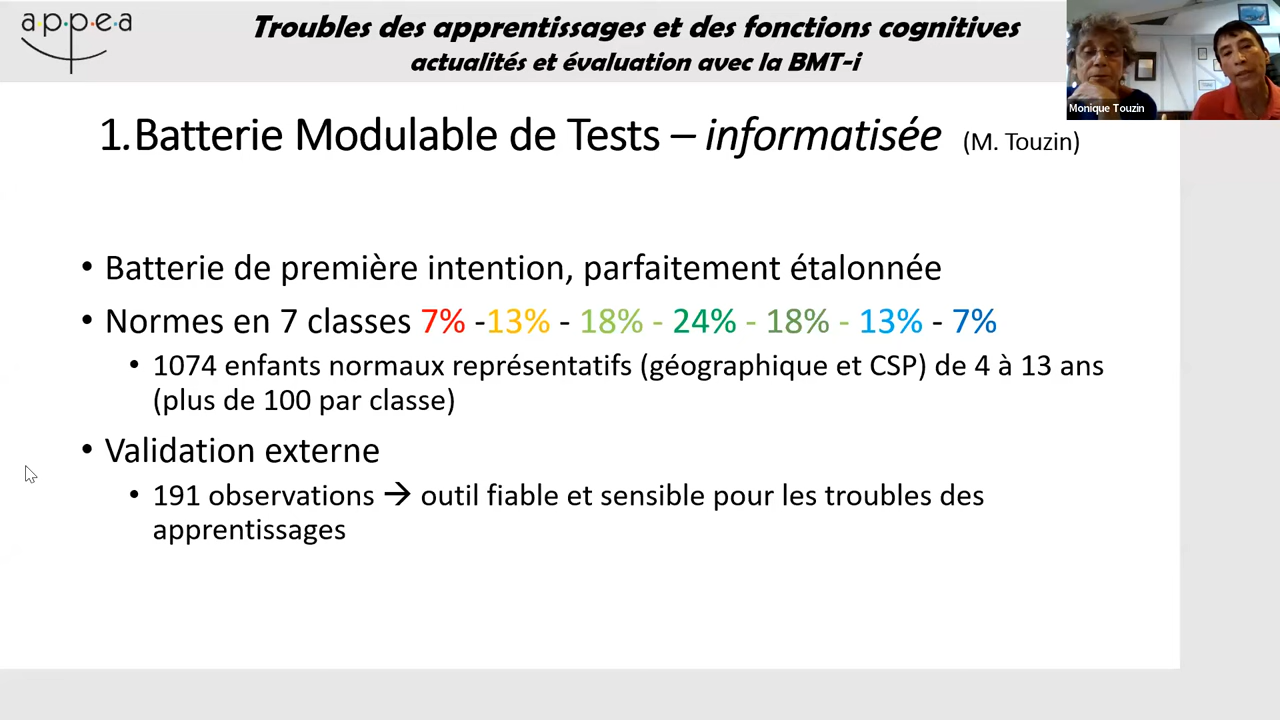 appea
Troubles des apprentissages et des fonctions cognitives
actualités et évaluation avec la BMT-i
Monique Touzin
1.Batterie Modulable de Tests – informatisée (M. Touzin)
• Batterie de première intention, parfaitement étalonnée
• Normes en 7 classes 7% -13% - 18% - 24% - 18% - 13% - 7%
• 1074 enfants normaux représentatifs (géographique et CSP) de 4 à 13 ans
(plus de 100 par classe)
• Validation externe
• 191 observations → outil fiable et sensible pour les troubles des
apprentissages